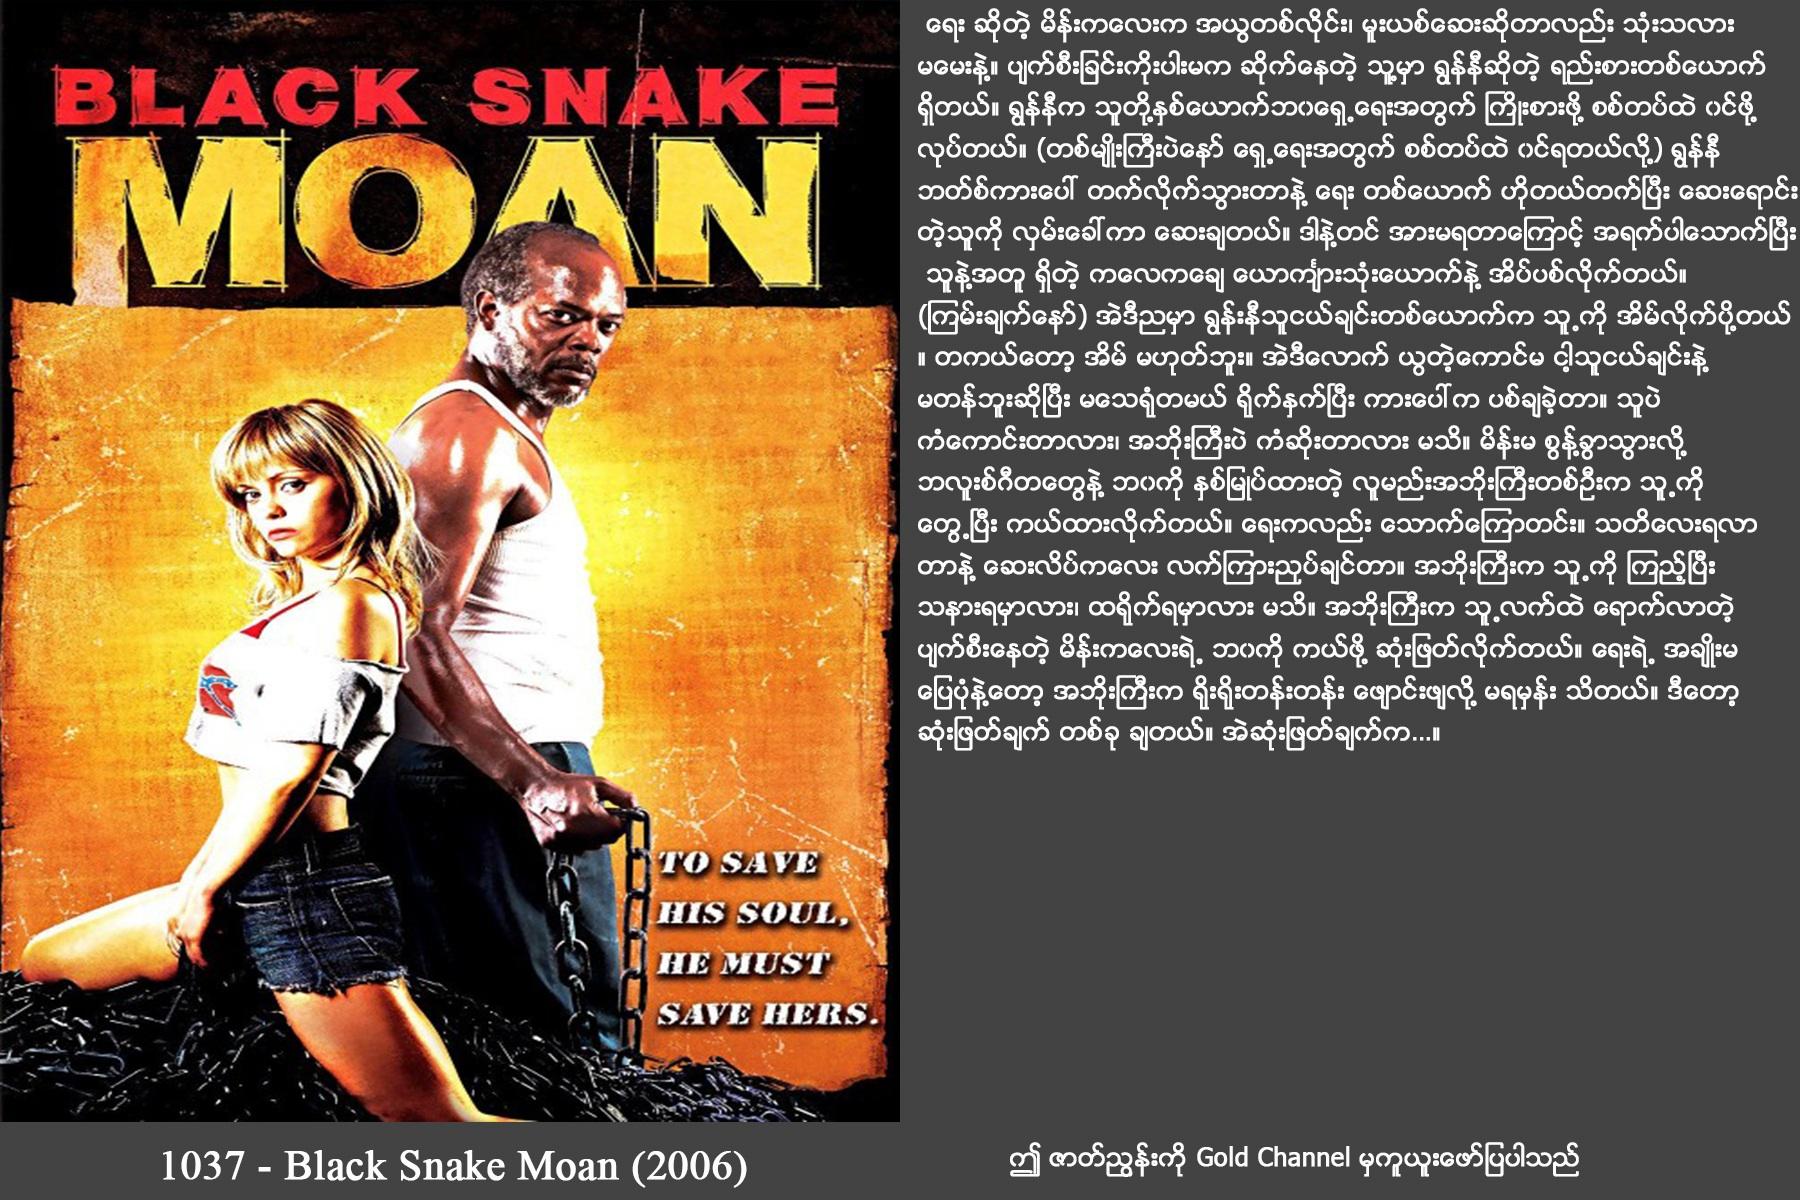 BLACK SNAKE
MOAN
TO SAVE
HIS SOUL,
HE MUST
SAVE HERS.
1037 - Black Snake Moan (2006)
ရေး ဆိုတဲ့ မိန်းကလေးက အယွတစ်လိုင်း၊ မူးယစ်ဆေးဆိုတာလည်း သုံးသလား
မမေးနဲ့။ ပျက်စီးခြင်းကိုးပါးမက ဆိုက်နေတဲ့ သူ့မှာ ရွန်နီဆိုတဲ့ ရည်းစားတစ်ယောက်
ရှိတယ်။ ရွန်နီက သူတို့နှစ်ယောက်ဘ၀ရှေ့ရေးအတွက် ကြိုးစားဖို့ စစ်တပ်ထဲ ၀င်ဖို့
လုပ်တယ်။ (တစ်မျိုးကြီးပဲနော် ရှေ့ရေးအတွက် စစ်တပ်ထဲ ၀င်ရတယ်လို့) ရွန်နီ
ဘတ်စ်ကားပေါ် တက်လိုက်သွားတာနဲ့ ရေး တစ်ယောက် ဟိုတယ်တက်ပြီး ဆေးရောင်း
တဲ့သူကို လှမ်းခေါ်ကာ ဆေးချတယ်။ ဒါနဲ့တင် အားမရတာကြောင့် အရက်ပါသောက်ပြီး
သူနဲ့အတူ ရှိတဲ့ ကလေကချေ ယောင်္ကျားသုံးယောက်နဲ့ အိပ်ပစ်လိုက်တယ်။
(ကြမ်းချက်နော်) အဲဒီညမှာ ရွန်းနီသူငယ်ချင်းတစ်ယောက်က သူ့ကို အိမ်လိုက်ပို့တယ်
။ တကယ်တော့ အိမ် မဟုတ်ဘူး။ အဲဒီလောက် ယွတဲ့ကောင်မ ငါ့သူငယ်ချင်းနဲ့
မတန်ဘူးဆိုပြီး မသေရုံတမယ် ရိုက်နှက်ပြီး ကားပေါ်က ပစ်ချခဲ့တာ။ သူပဲ
ကံကောင်းတာလား၊ အဘိုးကြီးပဲ ကံဆိုးတာလား မသိ။ မိန်းမ စွန့်ခွာသွားလို့
ဘလူးစ်ဂီတတွေနဲ့ ဘ၀ကို နှစ်မြုပ်ထားတဲ့ လူမည်းအဘိုးကြီးတစ်ဦးက သူ့ကို
တွေ့ပြီး ကယ်ထားလိုက်တယ်။ ရေးကလည်း သောက်ကြောတင်း။ သတိလေးရလာ
တာနဲ့ ဆေးလိပ်ကလေး လက်ကြားညှပ်ချင်တာ။ အဘိုးကြီးက သူ့ကို ကြည့်ပြီး
သနားရမှာလား၊ ထရိုက်ရမှာလား မသိ။ အဘိုးကြီးက သူ့လက်ထဲ ရောက်လာတဲ့
ပျက်စီးနေတဲ့ မိန်းကလေးရဲ့ ဘ၀ကို ကယ်ဖို့ ဆုံးဖြတ်လိုက်တယ်။ ရေးရဲ့ အချိုးမ
ပြေပုံနဲ့တော့ အဘိုးကြီးက ရိုးရိုးတန်းတန်း ဖျောင်းဖျလို့ မရမှန်း သိတယ်။ ဒီတော့
ဆုံးဖြတ်ချက် တစ်ခု ချတယ်။ အဲဆုံးဖြတ်ချက်က...။
ဤ ဇာတ်ညွှန်းကို Gold Channel မှကူယူးဖော်ပြပါသည်